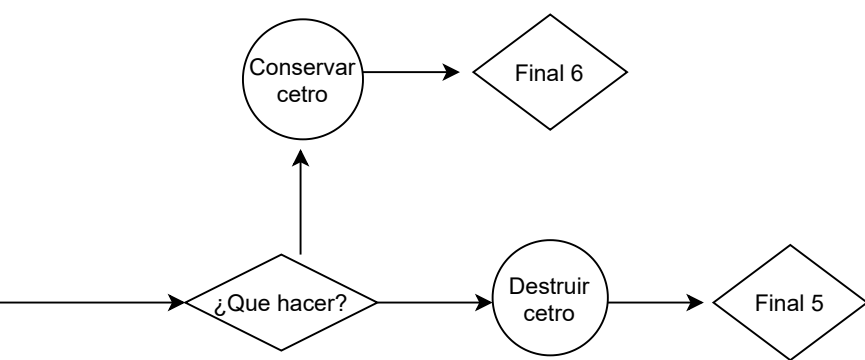 Conservar
cetro
Final 6
¿Que hacer?
Destruir
cetro
Final 5